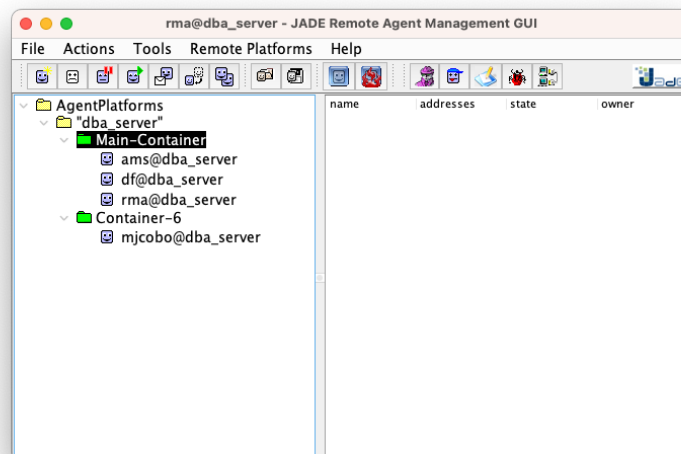 rma@dba_server - JADE Remote Agent Management GUI
File Actions Tools Remote Platforms Help
Jade
AgentPlatforms
"dba_server"
Main-Container
ams@dba_server
df@dba_server
rma@dba_server
Container-6
mjcobo@dba_server
name addresses state owner